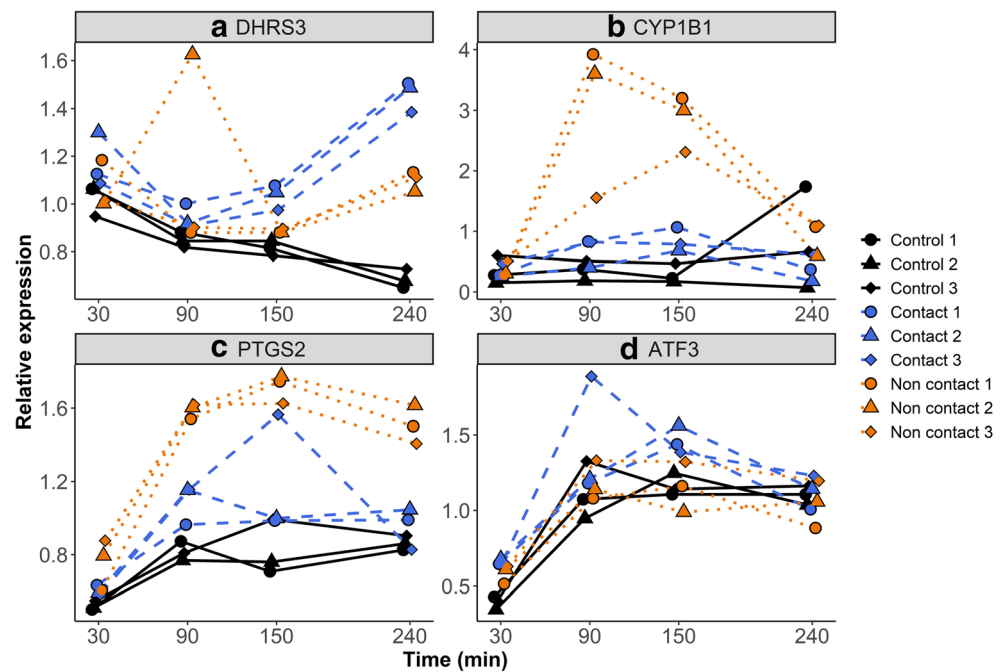 a DHRS3
1.6
1.4
1.2
1.0
0.8
30 90 150 240
b CYP1B1
4
3
2
1
0
30 90 150 240
c PTGS2
1.6
1.2
0.8
30 90 150 240
d ATF3
1.5
1.0
0.5
30 90 150 240
Relative expression
Time (min)
Control 1
Control 2
Control 3
Contact 1
Contact 2
Contact 3
Non contact 1
Non contact 2
Non contact 3